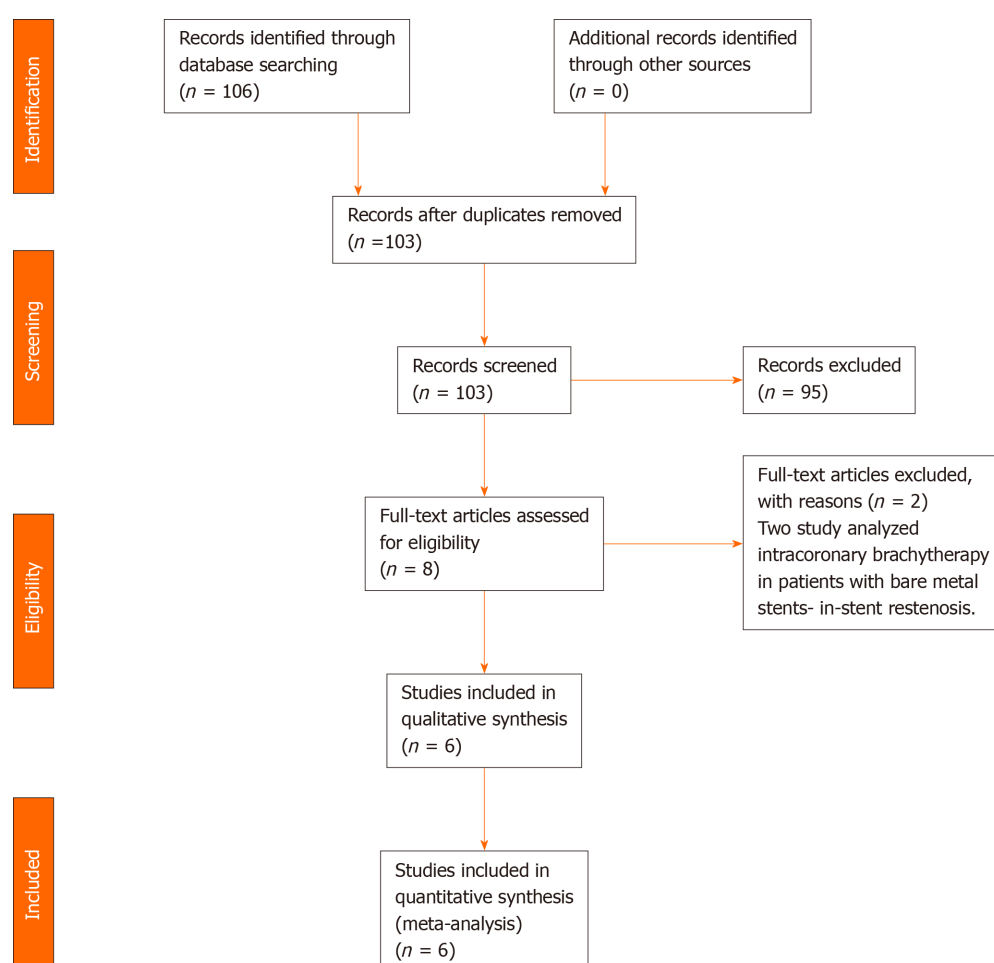 Identification
Records identified through
database searching
(n = 106)
Additional records identified
through other sources
(n = 0)
Records after duplicates removed
(n =103)
Screening
Records screened
(n = 103)
Records excluded
(n = 95)
Eligibility
Full-text articles assessed
for eligibility
(n = 8)
Full-text articles excluded,
with reasons (n = 2)
Two study analyzed
intracoronary brachytherapy
in patients with bare metal
stents- in-stent restenosis.
Studies included in
qualitative synthesis
(n = 6)
Included
Studies included in
quantitative synthesis
(meta-analysis)
(n = 6)